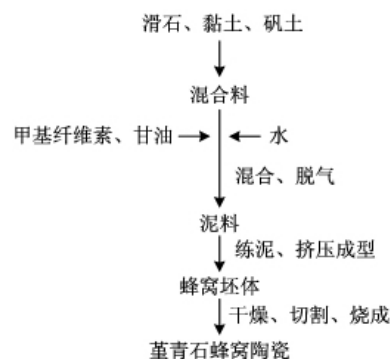 滑石、黏土、矾土
混合料
甲基纤维素、甘油
水
混合、脱气
泥料
练泥、挤压成型
蜂窝坯体
干燥、切割、烧成
堇青石蜂窝陶瓷